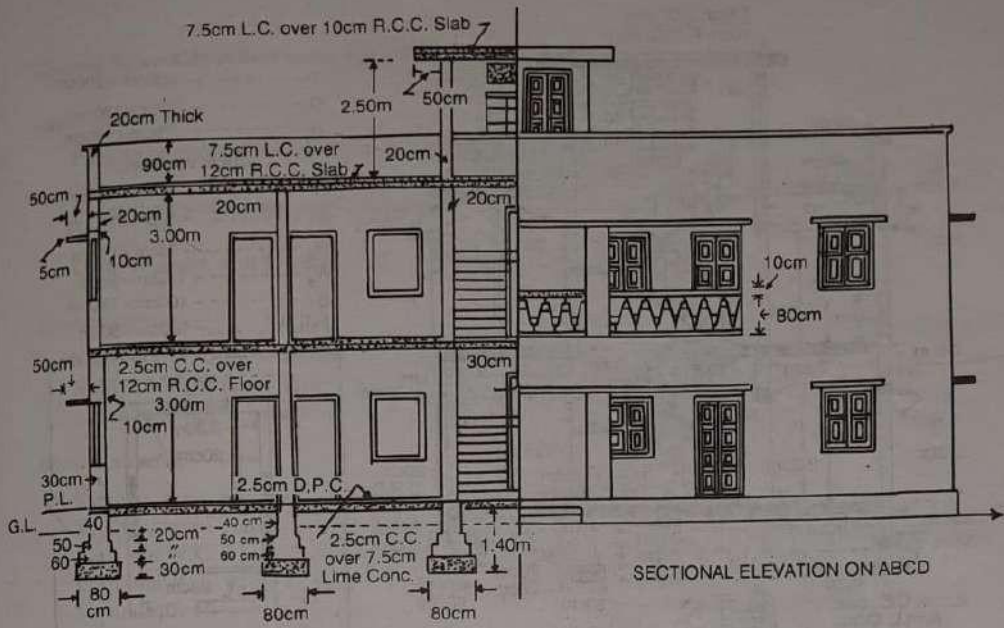 7.5cm L.C. over 10cm R.C.C. Slab
50cm
2.50m
20cm Thick
90cm
7.5cm L.C. over
12cm R.C.C. Slab
20cm
50cm
20cm
20cm
20cm
3.00m
5cm
10cm
10cm
80cm
50cm
2.5cm C.C. over
12cm R.C.C. Floor
30cm
3.00m
10cm
30cm
P.L.
2.5cm D,P.C.
G.L.
40
20cm
40 cm
50
"
50 cm
2.5cm C.C.
1.40m
60
30cm
60 cm
over 7.5cm
Lime Conc.
80
cm
80cm
80cm
SECTIONAL ELEVATION ON ABCD